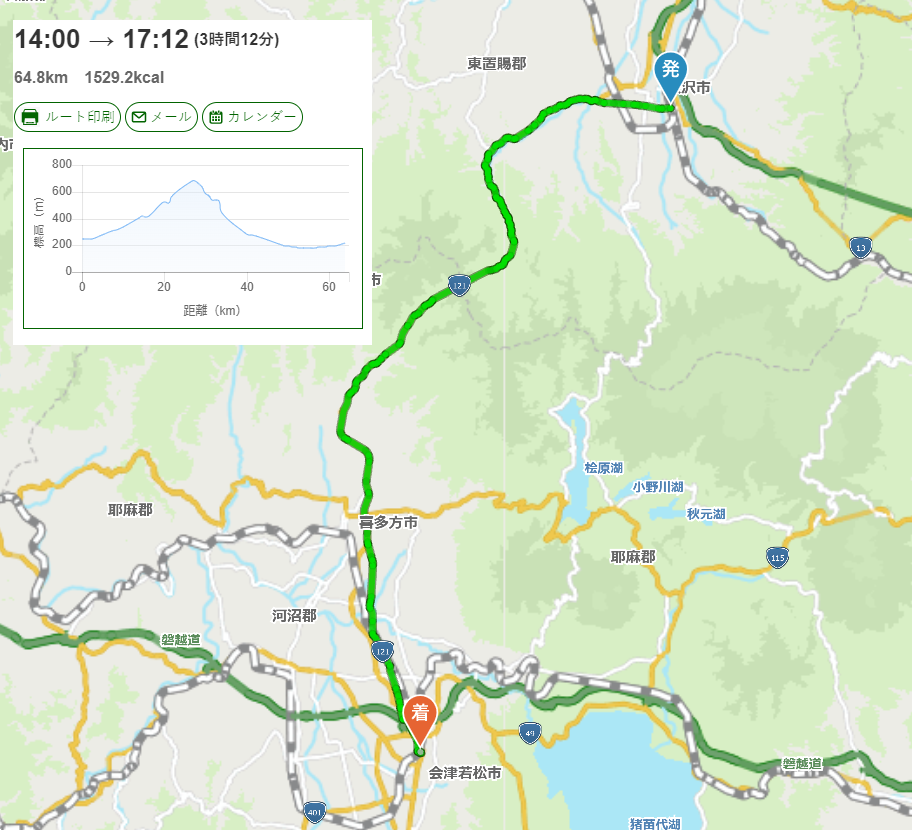 14:00 → 17:12 (3時間12分)
64.8km 1529.2kcal
ルート印刷
メール
カレンダー
800
600
400
200
0
標高（m）
0
20
40
60
距離（km）
東置賜郡
発
沢市
13
市
121
桧原湖
小野川湖
秋元湖
耶麻郡
喜多方市
耶麻郡
115
河沼郡
磐越道
121
着
49
会津若松市
磐越道
401
猪苗代湖